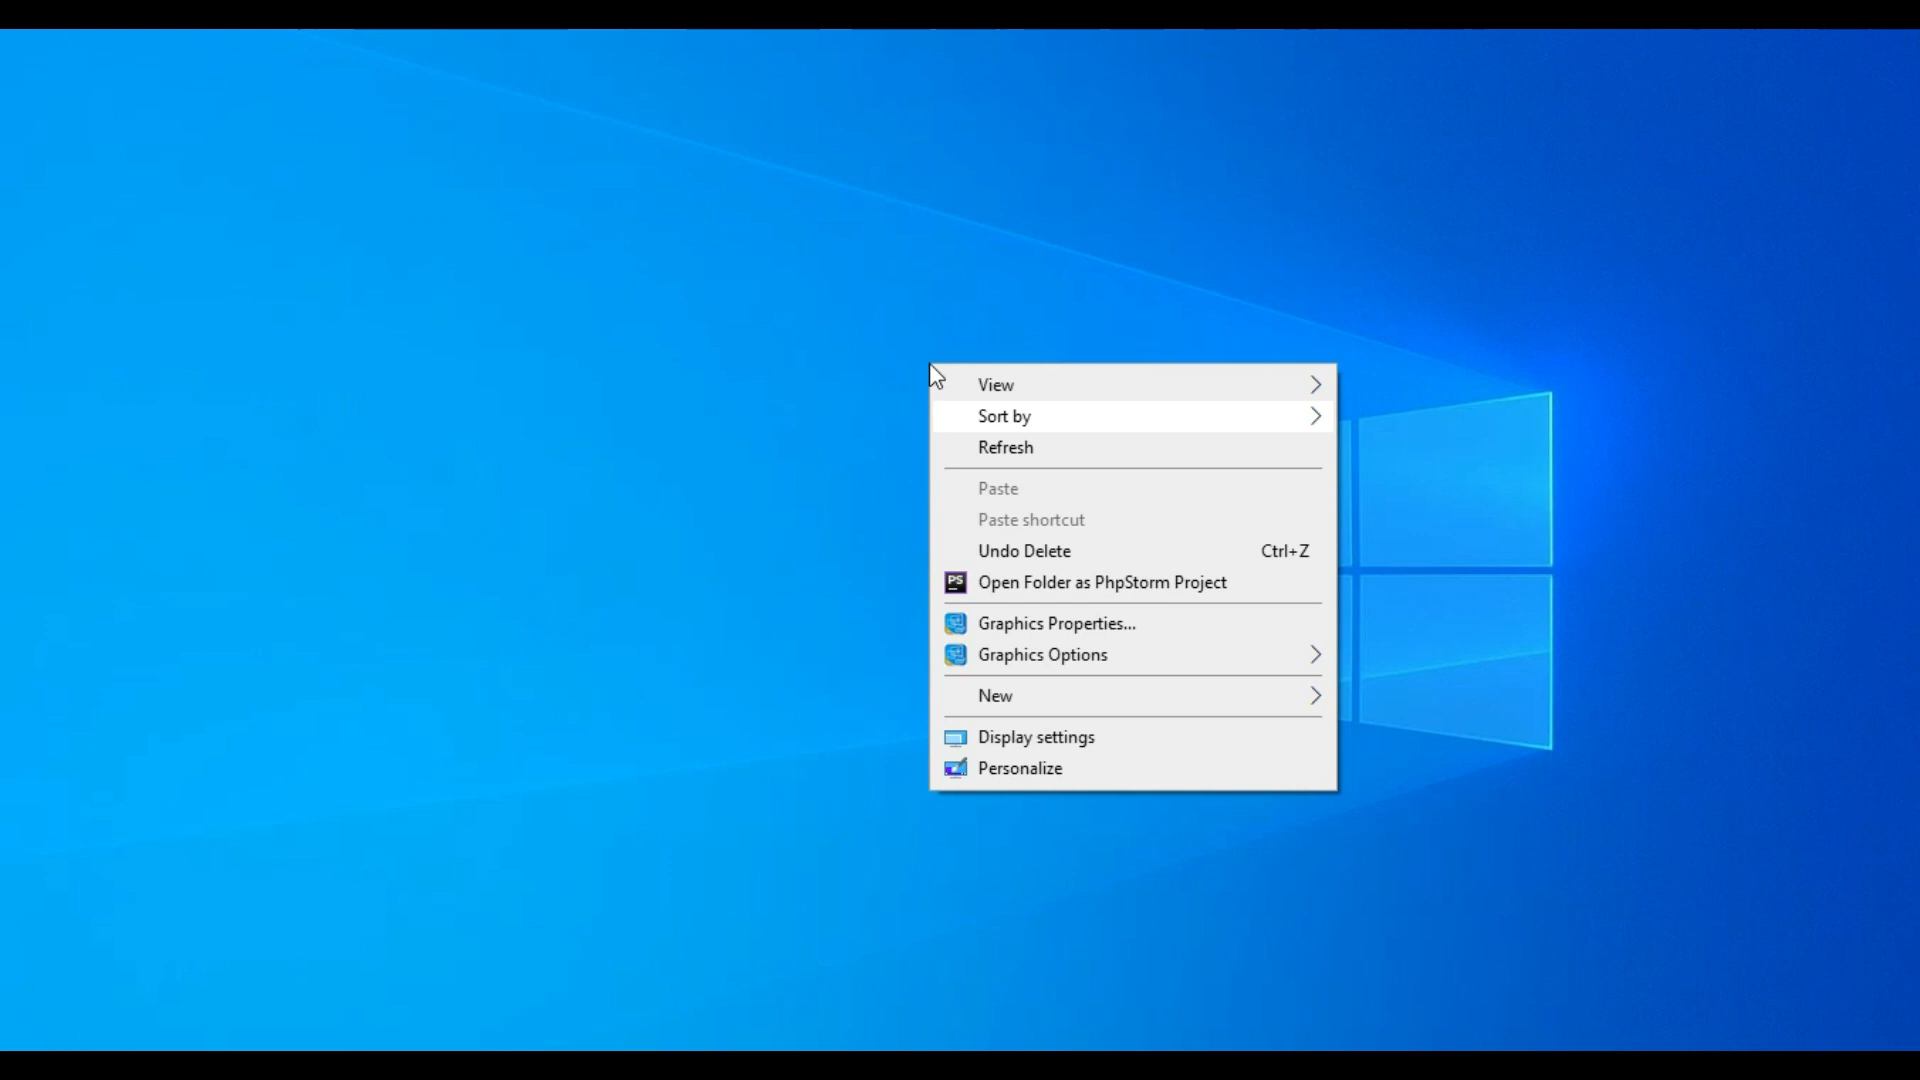 View
Sort by
Refresh
Paste
Paste shortcut
Undo Delete Ctrl+Z
PS Open Folder as PhpStorm Project
Graphics Properties...
Graphics Options
New
Display settings
Personalize